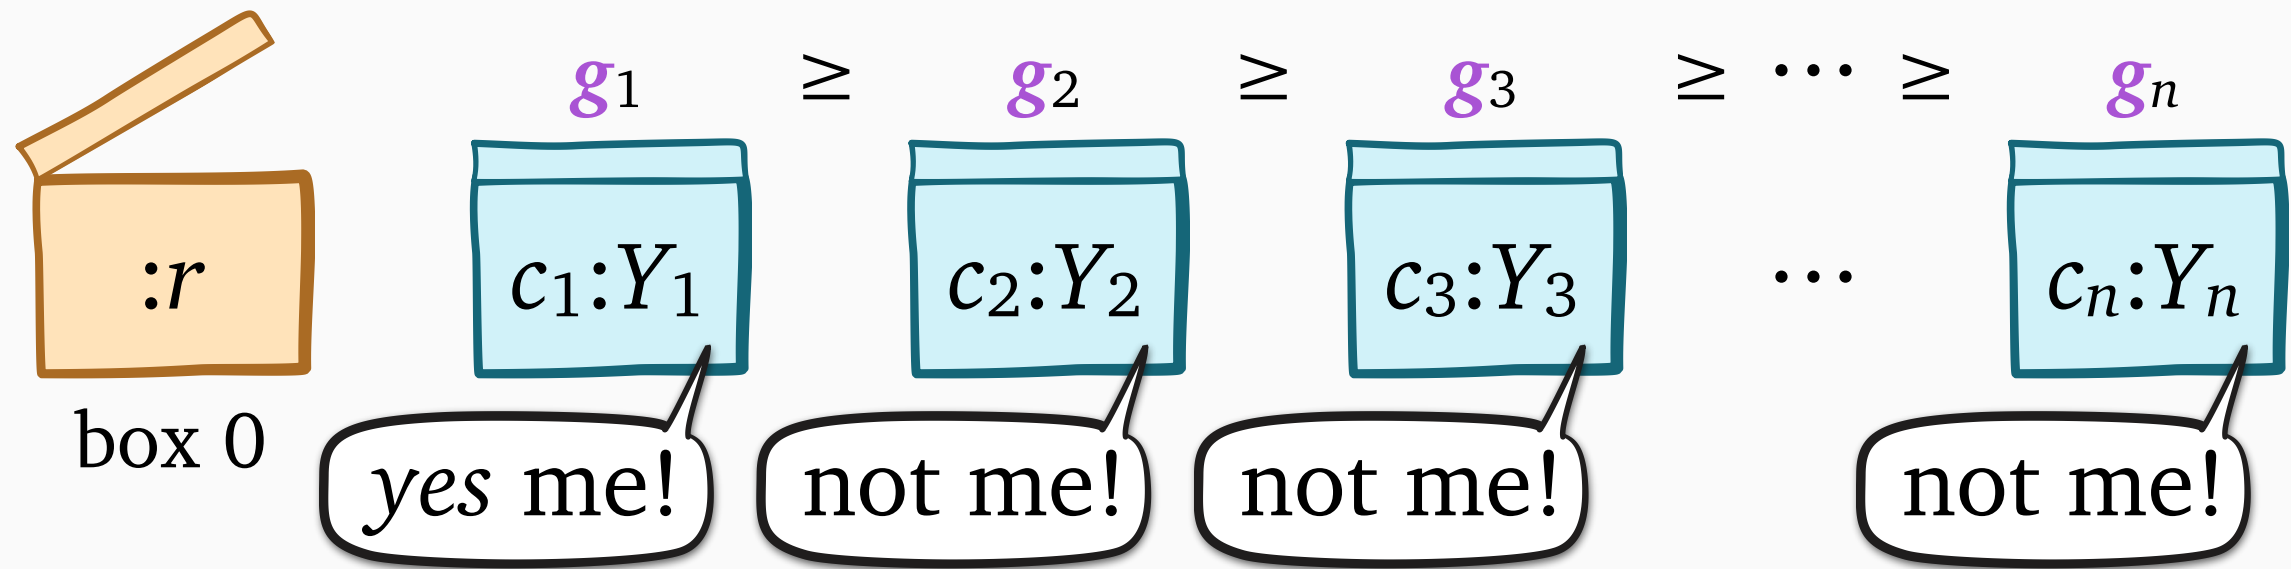 g₁ ≥ g₂ ≥ g₃ ≥ ⋯ ≥ gₙ
:r c₁:Y₁ c₂:Y₂ c₃:Y₃ ⋯ cₙ:Yₙ
box 0
yes me! not me! not me! not me!